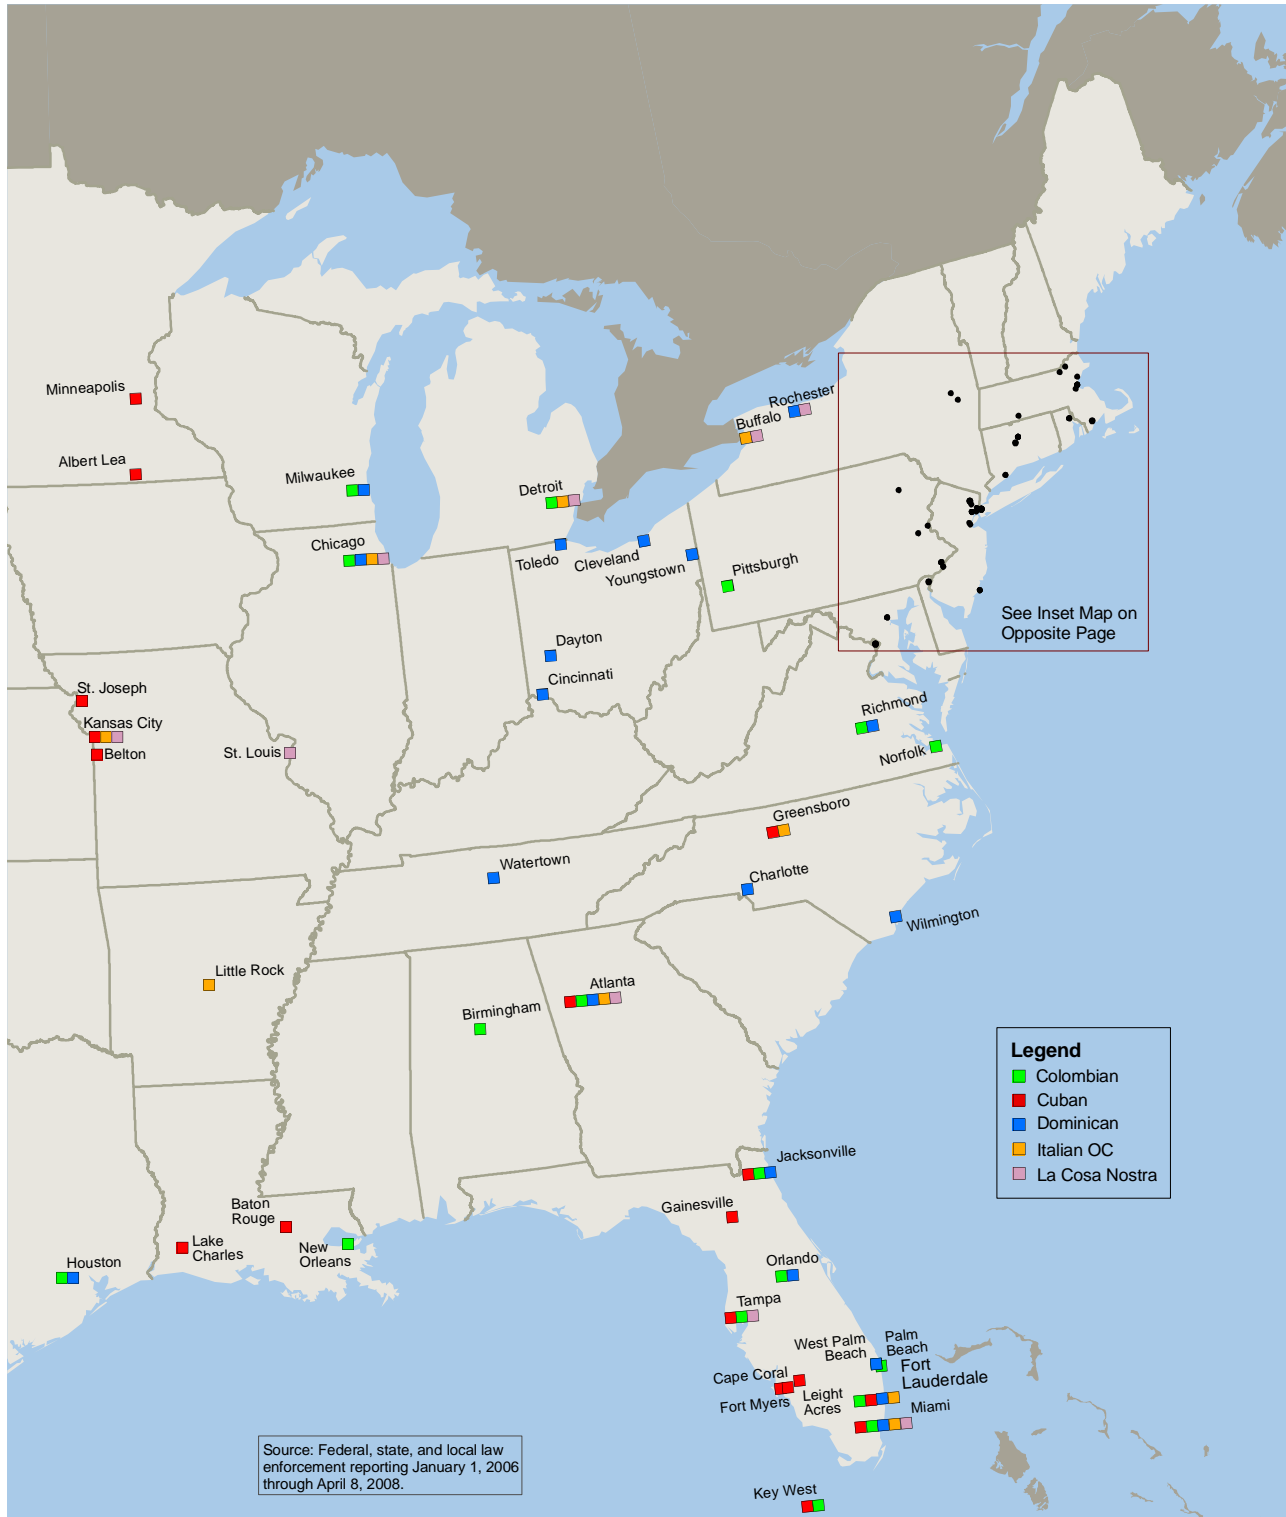 Minneapolis
Albert Lea
Milwaukee
Chicago
Detroit
Rochester
Buffalo
Toledo
Cleveland
Youngstown
Pittsburgh
See Inset Map on
Opposite Page
Dayton
Cincinnati
St. Joseph
Kansas City
Belton
St. Louis
Richmond
Norfolk
Greensboro
Watertown
Charlotte
Wilmington
Little Rock
Atlanta
Birmingham
Legend
Colombian
Cuban
Dominican
Italian OC
La Cosa Nostra
Jacksonville
Gainesville
Baton
Rouge
Lake
Charles
New
Orleans
Houston
Orlando
Tampa
West Palm
Beach
Palm
Beach
Fort
Lauderdale
Cape Coral
Fort Myers
Leight
Acres
Miami
Key West
Source: Federal, state, and local law
enforcement reporting January 1, 2006
through April 8, 2008.